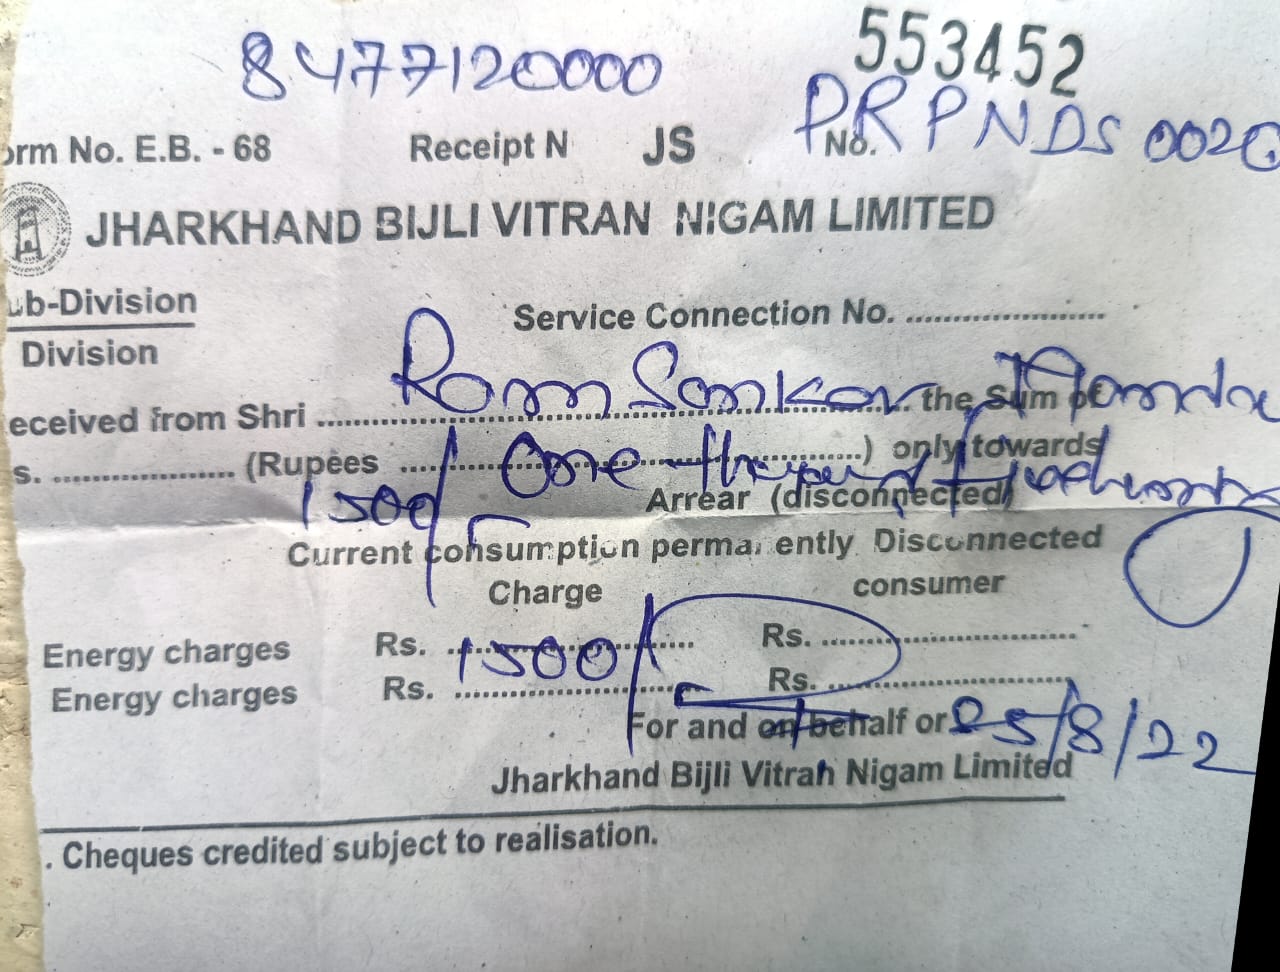 553452
8477120000
PRPNDS 002
orm No. E.B. - 68 Receipt N JS No.
JHARKHAND BIJLI VITRAN NIGAM LIMITED
ub-Division
Service Connection No. ......................
Division
eceived from Shri ........ Ram Sankar ........ the Sum of
s. .................... (Rupees ........ One ........) only towards
1500/
Arrear (disconnected)
Current consumption permanently Disconnected
Charge consumer
Energy charges Rs. 1500/ Rs. ..............................
Energy charges Rs. .............................. Rs. ..............................
For and on behalf or 25/8/22
Jharkhand Bijli Vitran Nigam Limited
. Cheques credited subject to realisation.